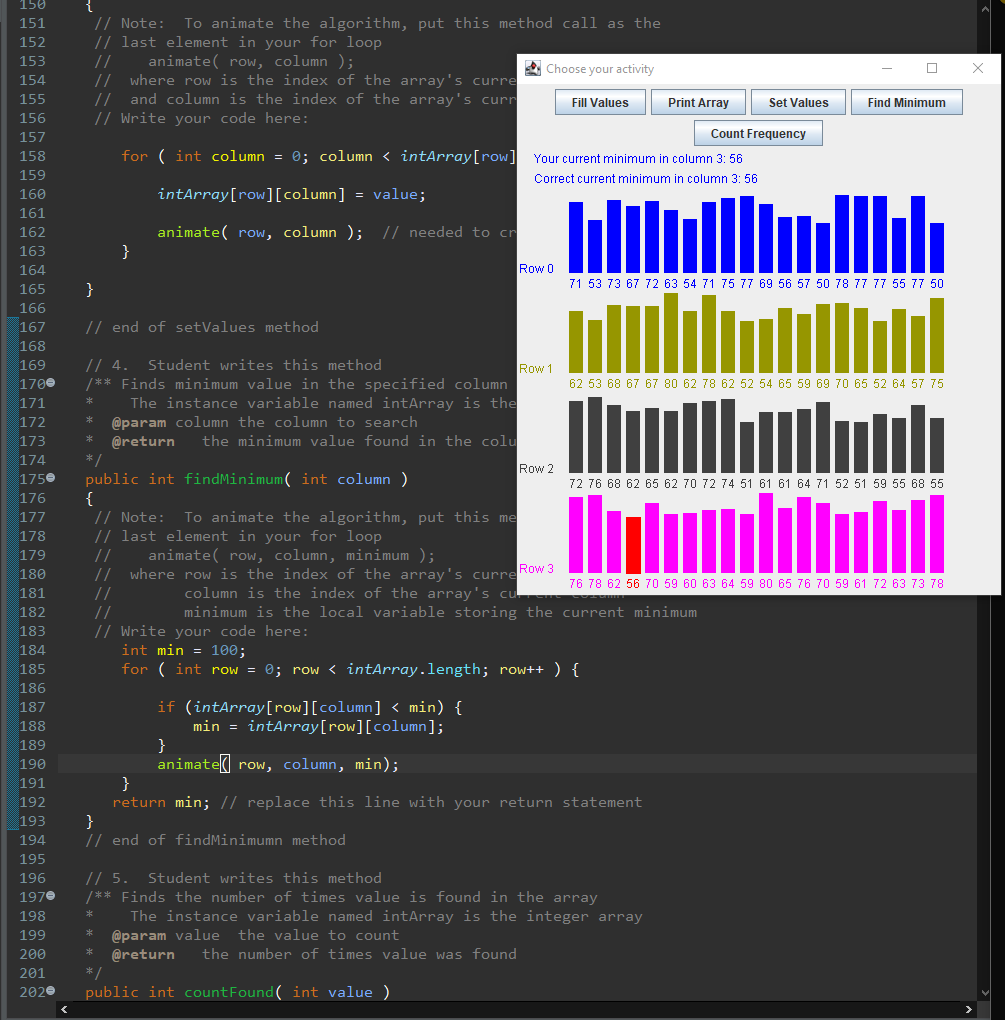 150 {
151 // Note:  To animate the algorithm, put this method call as the
152 // last element in your for loop
153 //    animate( row, column );
154 //  where row is the index of the array's curre
155 //  and column is the index of the array's curr
156 // Write your code here:
157
158 for ( int column = 0; column < intArray[row]
159
160 intArray[row][column] = value;
161
162 animate( row, column );  // needed to cr
163 }
164
165 }
166
167 // end of setValues method
168
169 // 4.  Student writes this method
170 /** Finds minimum value in the specified column
171 *    The instance variable named intArray is the
172 *  @param column the column to search
173 *  @return   the minimum value found in the colu
174 */
175 public int findMinimum( int column )
176 {
177 // Note:  To animate the algorithm, put this me
178 // last element in your for loop
179 //    animate( row, column, minimum );
180 //  where row is the index of the array's curre
181 //        column is the index of the array's current column
182 //        minimum is the local variable storing the current minimum
183 // Write your code here:
184 int min = 100;
185 for ( int row = 0; row < intArray.length; row++ ) {
186
187 if (intArray[row][column] < min) {
188 min = intArray[row][column];
189 }
190 animate( row, column, min);
191 }
192 return min; // replace this line with your return statement
193 }
194 // end of findMinimumn method
195
196 // 5.  Student writes this method
197 /** Finds the number of times value is found in the array
198 *    The instance variable named intArray is the integer array
199 *  @param value  the value to count
200 *  @return   the number of times value was found
201 */
202 public int countFound( int value )
Choose your activity
Fill Values Print Array Set Values Find Minimum
Count Frequency
Your current minimum in column 3: 56
Correct current minimum in column 3: 56
Row 0
71 53 73 67 72 63 54 71 75 77 69 56 57 50 78 77 77 55 77 50
Row 1
62 53 68 67 67 80 62 78 62 52 54 65 59 69 70 65 52 64 57 75
Row 2
72 76 68 62 65 62 70 72 74 51 61 61 64 71 52 51 59 55 68 55
Row 3
76 78 62 56 70 59 60 63 64 59 80 65 76 70 59 61 72 63 73 78